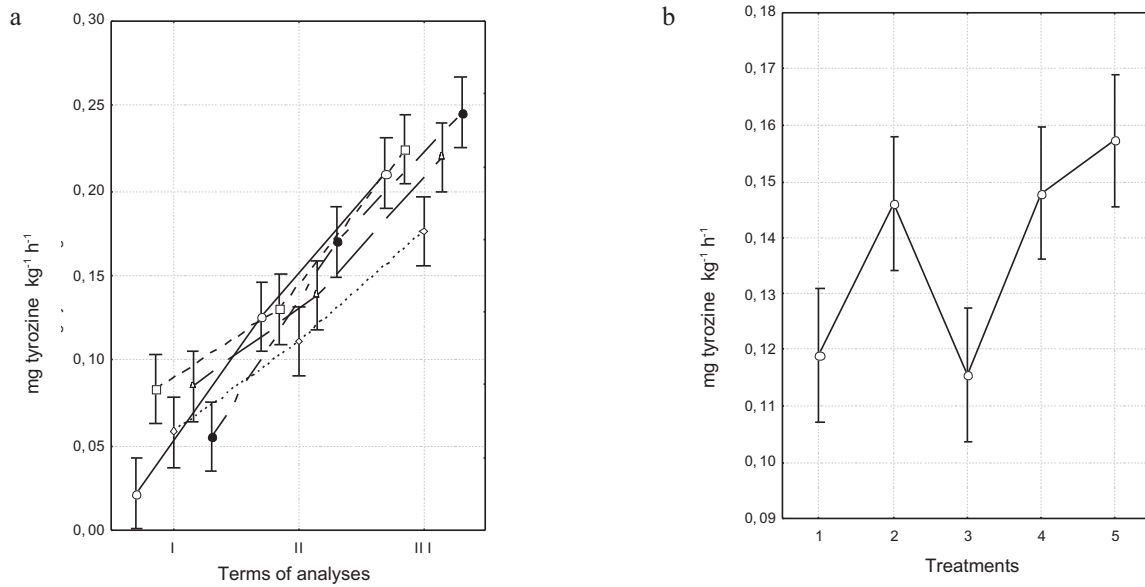 a
0,30
0,25
0,20
0,15
0,10
0,05
0,00
mg tyrozine kg⁻¹ h⁻¹
I II III
Terms of analyses
b
0,18
0,17
0,16
0,15
0,14
0,13
0,12
0,11
0,10
0,09
mg tyrozine kg⁻¹ h⁻¹
1 2 3 4 5
Treatments